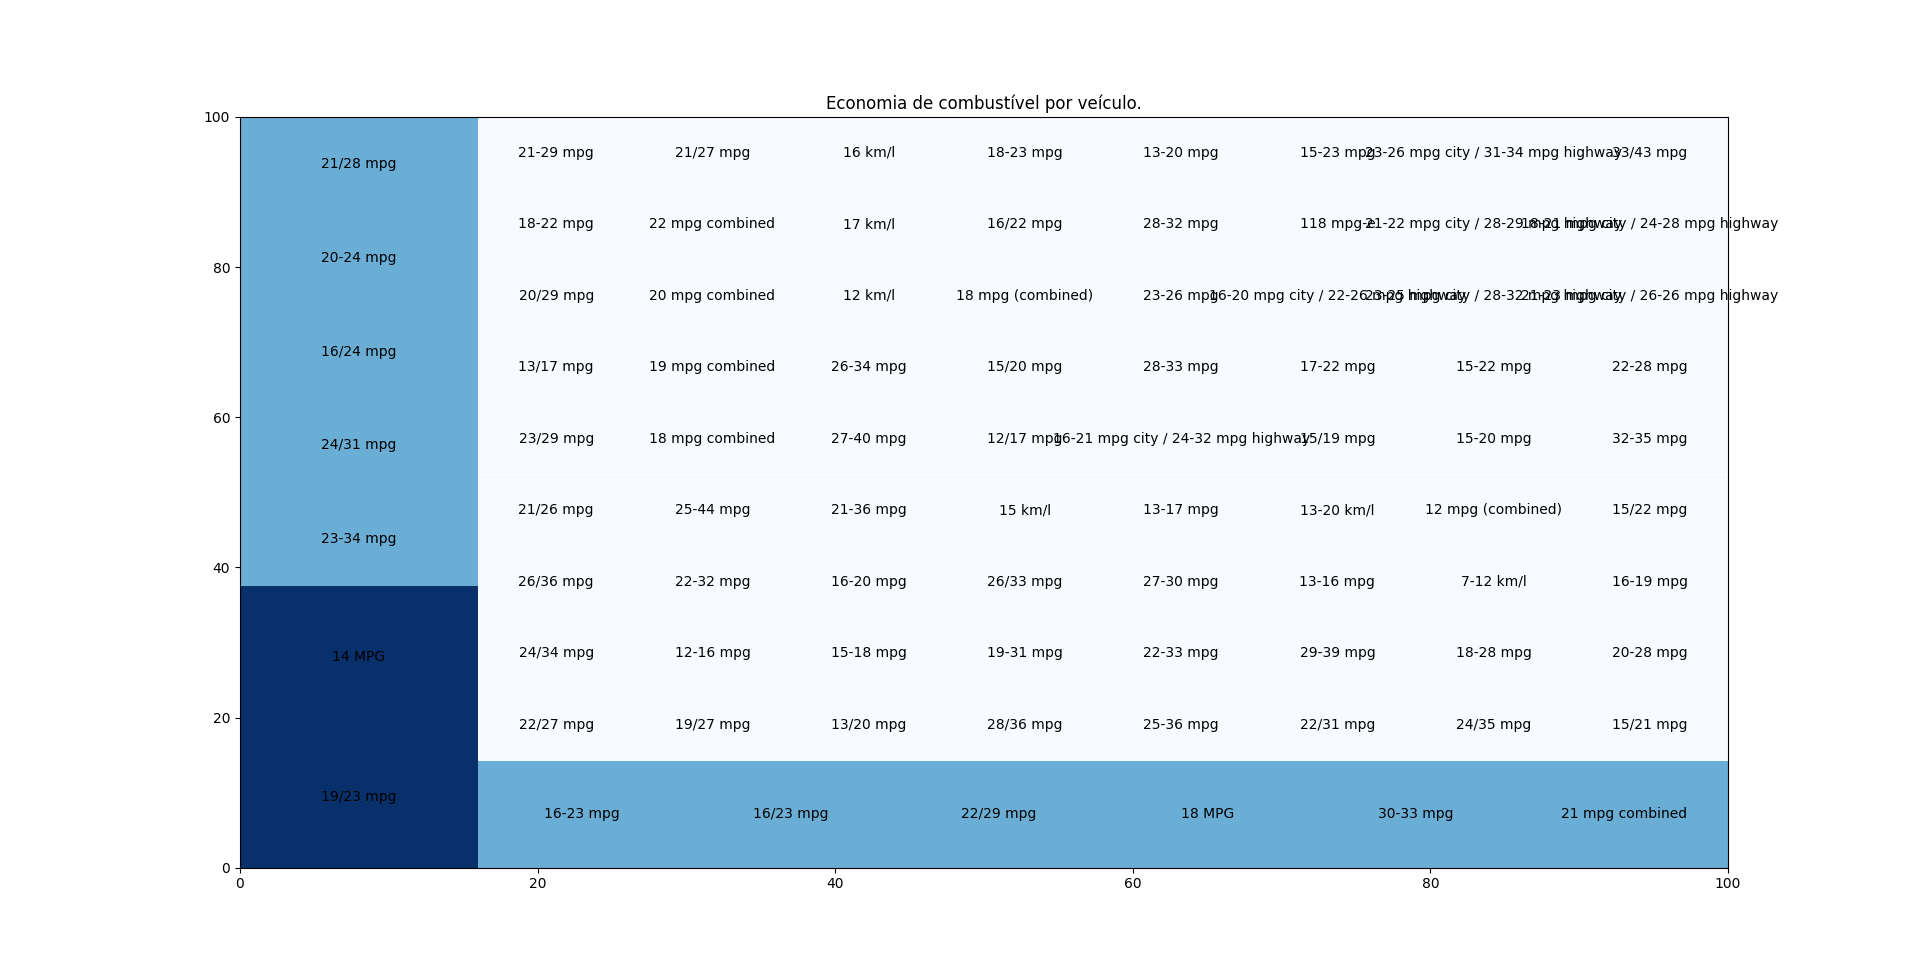 Economia de combustível por veículo.
100
21/28 mpg
20-24 mpg
16/24 mpg
24/31 mpg
23-34 mpg
14 MPG
19/23 mpg
80
60
40
20
0
21-29 mpg 21/27 mpg 16 km/l 18-23 mpg 13-20 mpg 15-23 mpg 23-26 mpg city / 31-34 mpg highway 33/43 mpg
18-22 mpg 22 mpg combined 17 km/l 16/22 mpg 28-32 mpg 118 mpg-e 21-22 mpg city / 28-29 mpg highway 18-21 mpg city / 24-28 mpg highway
20/29 mpg 20 mpg combined 12 km/l 18 mpg (combined) 23-26 mpg 16-20 mpg city / 22-26 mpg highway 23-25 mpg city / 28-32 mpg highway 21-23 mpg city / 26-26 mpg highway
13/17 mpg 19 mpg combined 26-34 mpg 15/20 mpg 28-33 mpg 17-22 mpg 15-22 mpg 22-28 mpg
23/29 mpg 18 mpg combined 27-40 mpg 12/17 mpg 16-21 mpg city / 24-32 mpg highway 15/19 mpg 15-20 mpg 32-35 mpg
21/26 mpg 25-44 mpg 21-36 mpg 15 km/l 13-17 mpg 13-20 km/l 12 mpg (combined) 15/22 mpg
26/36 mpg 22-32 mpg 16-20 mpg 26/33 mpg 27-30 mpg 13-16 mpg 7-12 km/l 16-19 mpg
24/34 mpg 12-16 mpg 15-18 mpg 19-31 mpg 22-33 mpg 29-39 mpg 18-28 mpg 20-28 mpg
22/27 mpg 19/27 mpg 13/20 mpg 28/36 mpg 25-36 mpg 22/31 mpg 24/35 mpg 15/21 mpg
16-23 mpg 16/23 mpg 22/29 mpg 18 MPG 30-33 mpg 21 mpg combined
0 20 40 60 80 100